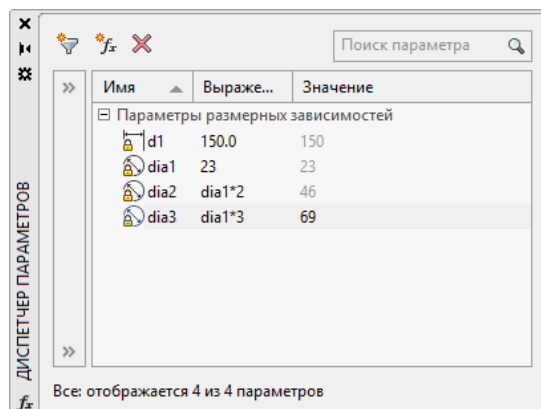 Поиск параметра
Имя Выраже... Значение
Параметры размерных зависимостей
d1 150.0 150
dia1 23 23
dia2 dia1*2 46
dia3 dia1*3 69
ДИСПЕТЧЕР ПАРАМЕТРОВ
Все: отображается 4 из 4 параметров